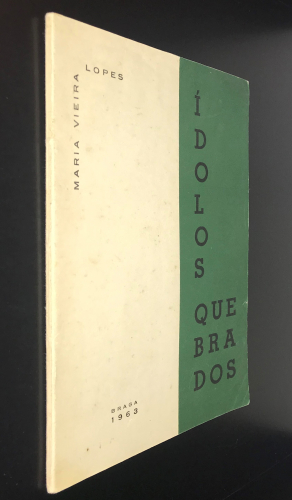 MARIA VIEIRA
LOPES
ÍDOLOS
QUE
BRA
DOS
BRAGA
1963